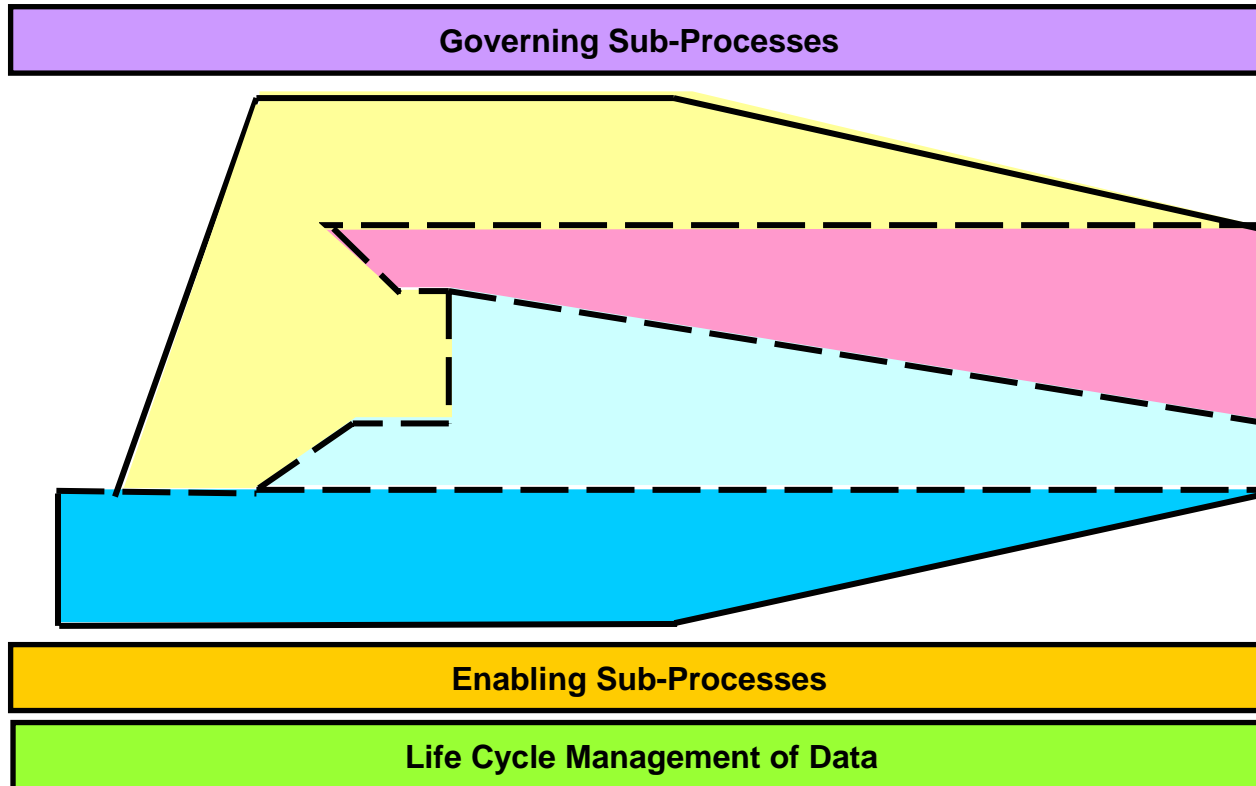 Governing Sub-Processes
Enabling Sub-Processes
Life Cycle Management of Data